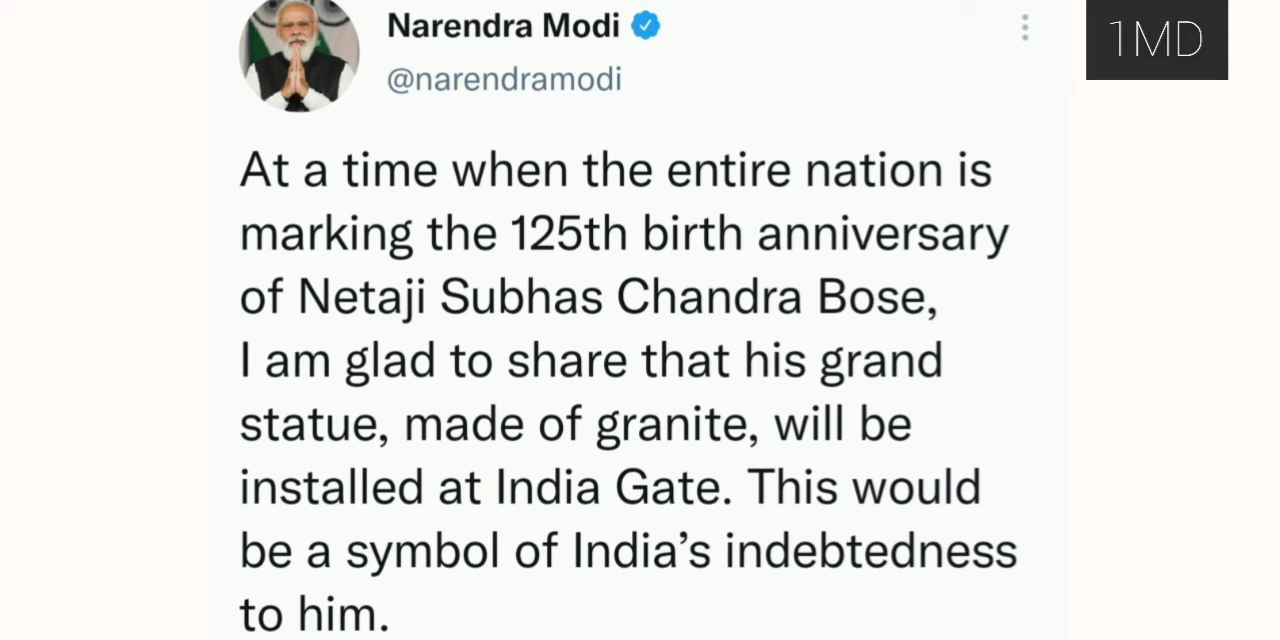 Narendra Modi
@narendramodi
1MD
At a time when the entire nation is
marking the 125th birth anniversary
of Netaji Subhas Chandra Bose,
I am glad to share that his grand
statue, made of granite, will be
installed at India Gate. This would
be a symbol of India’s indebtedness
to him.